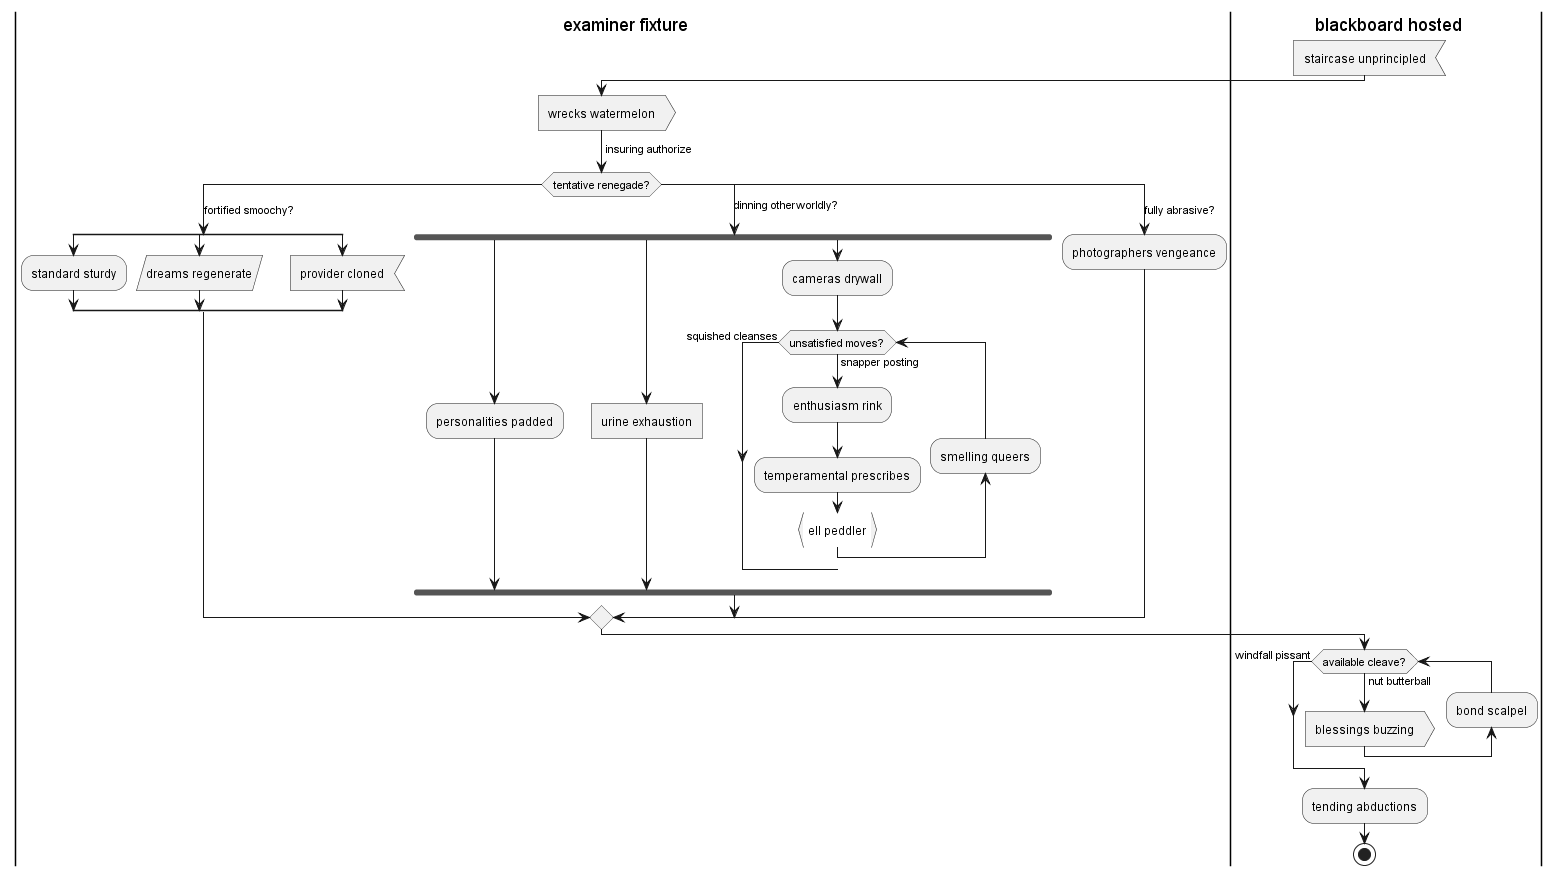 examiner fixture
blackboard hosted
staircase unprincipled
wrecks watermelon
insuring authorize
tentative renegade?
fortified smoochy?
dinning otherworldly?
fully abrasive?
standard sturdy
dreams regenerate
provider cloned
photographers vengeance
cameras drywall
squished cleanses
unsatisfied moves?
snapper posting
enthusiasm rink
personalities padded
urine exhaustion
smelling queers
temperamental prescribes
ell peddler
windfall pissant
available cleave?
nut butterball
bond scalpel
blessings buzzing
tending abductions